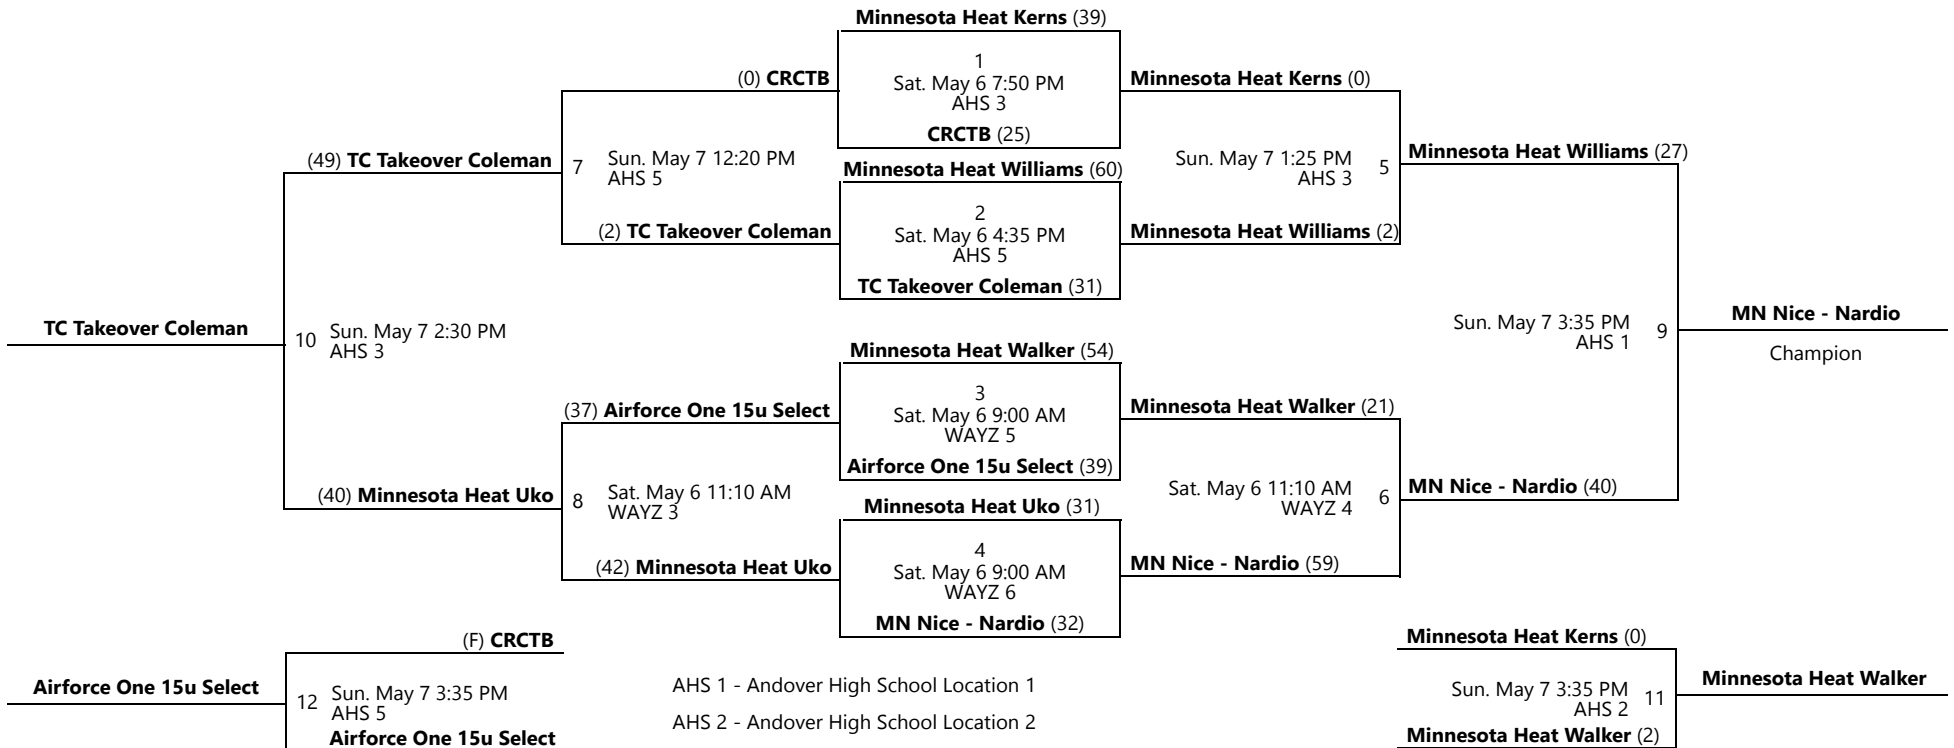 Minnesota Heat Kerns (39)
1
Sat. May 6 7:50 PM
AHS 3
CRCTB (25)
(0) CRCTB
Minnesota Heat Kerns (0)
(49) TC Takeover Coleman
7 Sun. May 7 12:20 PM
AHS 5
Minnesota Heat Williams (60)
2
Sat. May 6 4:35 PM
AHS 5
TC Takeover Coleman (31)
Sun. May 7 1:25 PM 5
AHS 3
Minnesota Heat Williams (27)
(2) TC Takeover Coleman
Minnesota Heat Williams (2)
TC Takeover Coleman
10 Sun. May 7 2:30 PM
AHS 3
Minnesota Heat Walker (54)
3
Sat. May 6 9:00 AM
WAYZ 5
Airforce One 15u Select (39)
Sun. May 7 3:35 PM 9
AHS 1
MN Nice - Nardio
Champion
(37) Airforce One 15u Select
Minnesota Heat Walker (21)
(40) Minnesota Heat Uko
8 Sat. May 6 11:10 AM
WAYZ 3
Minnesota Heat Uko (31)
4
Sat. May 6 9:00 AM
WAYZ 6
MN Nice - Nardio (32)
Sat. May 6 11:10 AM 6
WAYZ 4
MN Nice - Nardio (40)
(42) Minnesota Heat Uko
MN Nice - Nardio (59)
(F) CRCTB
Airforce One 15u Select
12 Sun. May 7 3:35 PM
AHS 5
Airforce One 15u Select
AHS 1 - Andover High School Location 1
AHS 2 - Andover High School Location 2
Minnesota Heat Kerns (0)
Sun. May 7 3:35 PM 11
AHS 2
Minnesota Heat Walker (2)
Minnesota Heat Walker